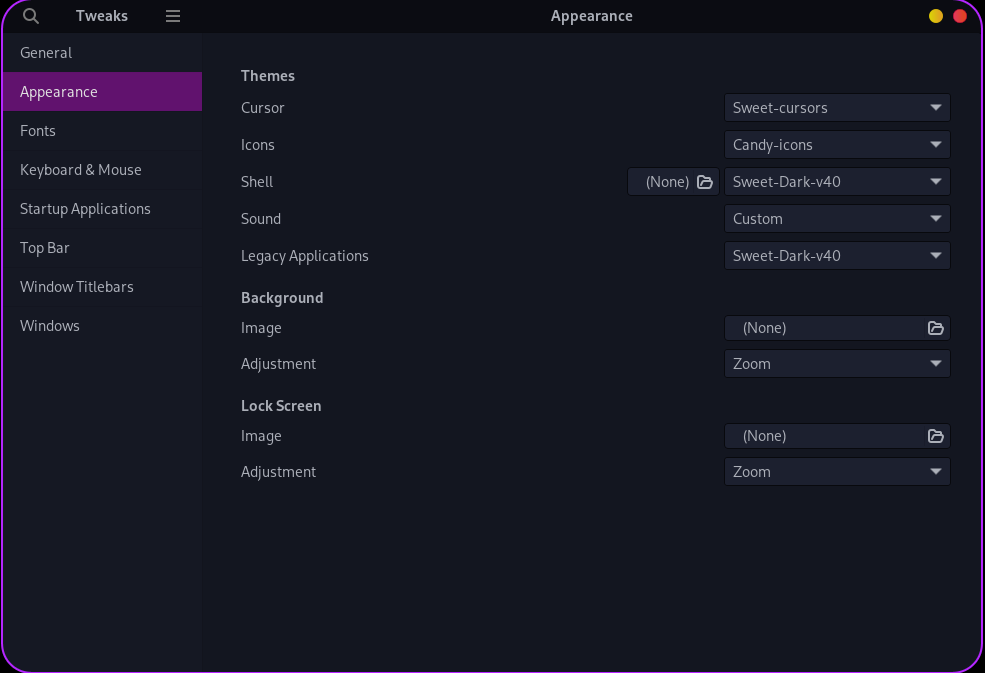 Tweaks
Appearance
General
Appearance
Fonts
Keyboard & Mouse
Startup Applications
Top Bar
Window Titlebars
Windows
Themes
Cursor Sweet-cursors
Icons Candy-icons
Shell (None) Sweet-Dark-v40
Sound Custom
Legacy Applications Sweet-Dark-v40
Background
Image (None)
Adjustment Zoom
Lock Screen
Image (None)
Adjustment Zoom